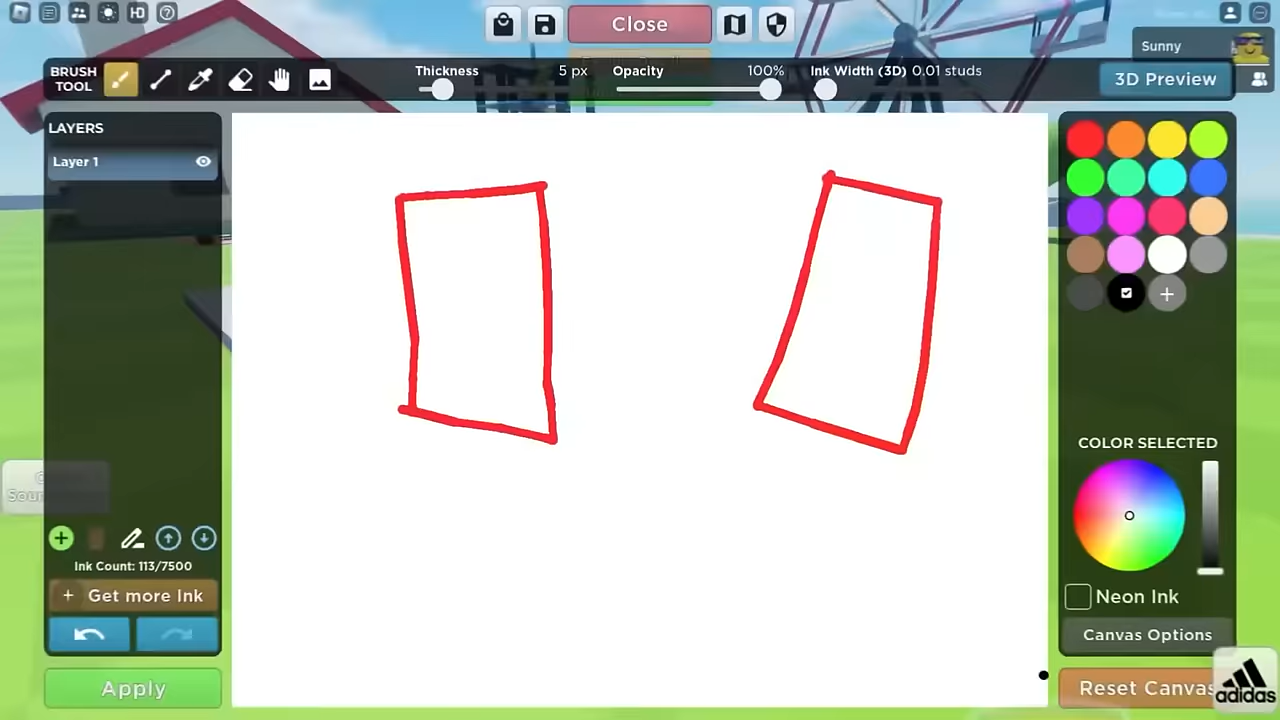 HD
?
Close
Sunny
BRUSH
TOOL
Thickness
5 px
Opacity
100%
Ink Width (3D) 0.01 studs
3D Preview
LAYERS
Layer 1
COLOR SELECTED
Ink Count: 113/7500
+ Get more Ink
Neon Ink
Canvas Options
Apply
Reset Canvas
adidas